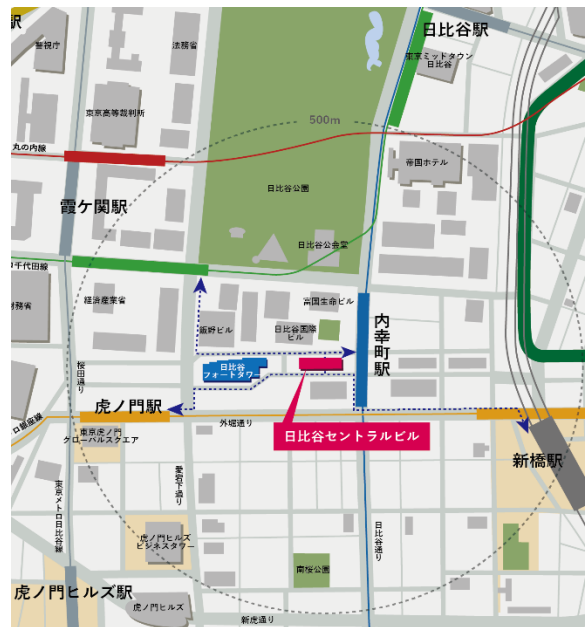 駅
警視庁
法務省
日比谷駅
東京ミッドタウン
日比谷
東京高等裁判所
500m
丸の内線
帝国ホテル
日比谷公園
霞ケ関駅
日比谷公会堂
ロ千代田線
経済産業省
財務省
飯野ビル
富国生命ビル
日比谷国際
ビル
内幸町駅
桜田通り
日比谷
フォートタワー
虎ノ門駅
外堀通り
日比谷セントラルビル
ロ銀座線
東京虎ノ門
グローバルスクエア
新橋駅
愛宕下通り
東京メトロ日比谷線
日比谷通り
虎ノ門ヒルズ
ビジネスタワー
南桜公園
虎ノ門ヒルズ駅
虎ノ門ヒルズ
新虎通り